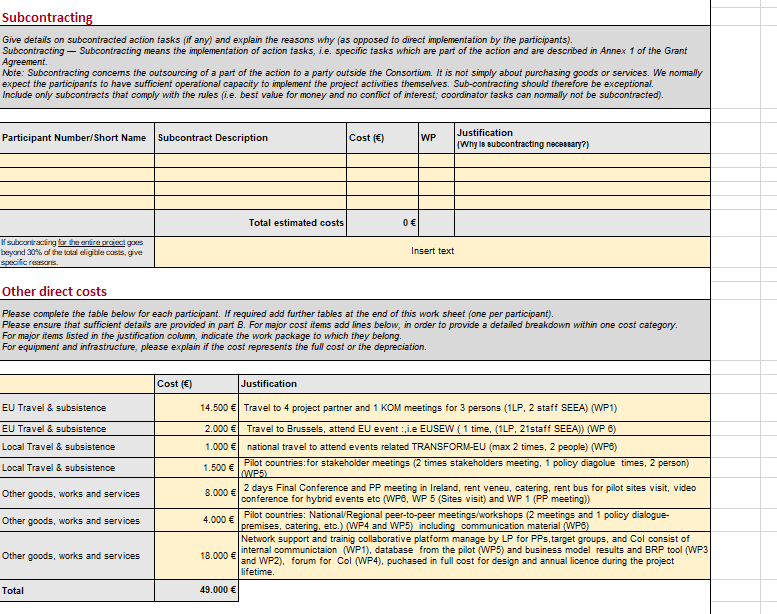 Subcontracting
Give details on subcontracted action tasks (if any) and explain the reasons why (as opposed to direct implementation by the participants).
Subcontracting — Subcontracting means the implementation of action tasks, i.e. specific tasks which are part of the action and are described in Annex 1 of the Grant
Agreement.
Note: Subcontracting concerns the outsourcing of a part of the action to a party outside the Consortium. It is not simply about purchasing goods or services. We normally
expect the participants to have sufficient operational capacity to implement the project activities themselves. Sub-contracting should therefore be exceptional.
Include only subcontracts that comply with the rules (i.e. best value for money and no conflict of interest; coordinator tasks can normally not be subcontracted).
Participant Number/Short Name Subcontract Description Cost (€) WP Justification
(Why is subcontracting necessary?)
Total estimated costs 0 €
If subcontracting for the entire project goes
beyond 30% of the total eligible costs, give
specific reasons.
Insert text
Other direct costs
Please complete the table below for each participant. If required add further tables at the end of this work sheet (one per participant).
Please ensure that sufficient details are provided in part B. For major cost items add lines below, in order to provide a detailed breakdown within one cost category.
For major items listed in the justification column, indicate the work package to which they belong.
For equipment and infrastructure, please explain if the cost represents the full cost or the depreciation.
Cost (€) Justification
EU Travel & subsistence 14.500 € Travel to 4 project partner and 1 KOM meetings for 3 persons (1LP, 2 staff SEEA) (WP1)
EU Travel & subsistence 2.000 € Travel to Brussels, attend EU event :,i.e EUSEW ( 1 time, (1LP, 21staff SEEA)) (WP 6)
Local Travel & subsistence 1.000 € national travel to attend events related TRANSFORM-EU (max 2 times, 2 people) (WP6)
Local Travel & subsistence 1.500 € Pilot countries:for stakeholder meetings (2 times stakeholders meeting, 1 policy diagolue times, 2 person)
(WP5)
Other goods, works and services 8.000 € 2 days Final Conference and PP meeting in Ireland, rent veneu, catering, rent bus for pilot sites visit, video
conference for hybrid events etc (WP6, WP 5 (Sites visit) and WP 1 (PP meeting))
Other goods, works and services 4.000 € Pilot countries: National/Regional peer-to-peer meetings/workshops (2 meetings and 1 policy dialogue-
premises, catering, etc.) (WP4 and WP5) including communication material (WP6)
Other goods, works and services 18.000 € Network support and trainig collaborative platform manage by LP for PPs,target groups, and CoI consist of
internal communictaion (WP1), database from the pilot (WP5) and business model results and BRP tool (WP3
and WP2), forum for CoI (WP4), puchased in full cost for design and annual licence during the project
lifetime.
Total 49.000 €